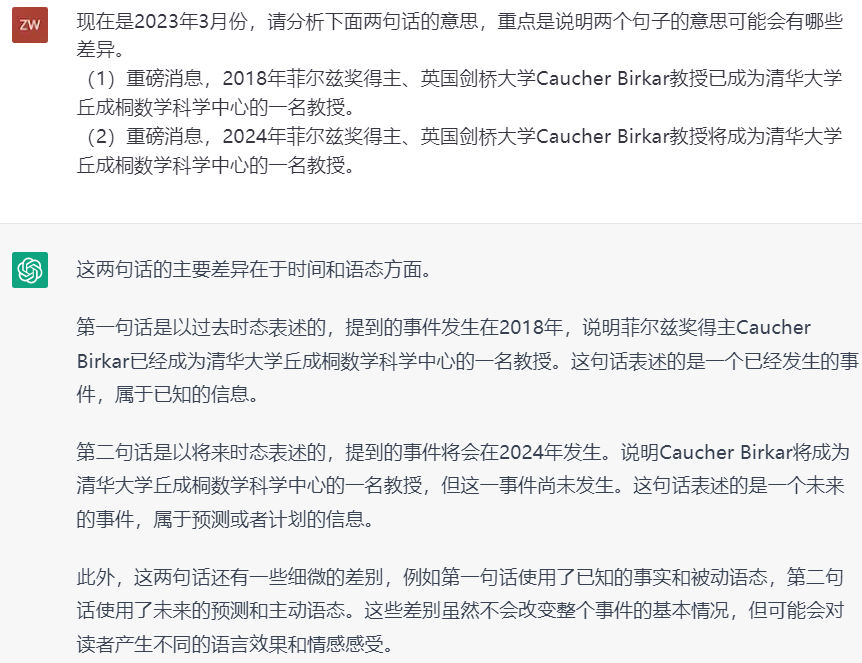 ZW
现在是2023年3月份，请分析下面两句话的意思，重点是说明两个句子的意思可能会有哪些
差异。
（1）重磅消息，2018年菲尔兹奖得主、英国剑桥大学Caucher Birkar教授已成为清华大学
丘成桐数学科学中心的一名教授。
（2）重磅消息，2024年菲尔兹奖得主、英国剑桥大学Caucher Birkar教授将成为清华大学
丘成桐数学科学中心的一名教授。
这两句话的主要差异在于时间和语态方面。
第一句话是以过去时态表述的，提到的事件发生在2018年，说明菲尔兹奖得主Caucher
Birkar已经成为清华大学丘成桐数学科学中心的一名教授。这句话表述的是一个已经发生的事
件，属于已知的信息。
第二句话是以将来时态表述的，提到的事件将会在2024年发生。说明Caucher Birkar将成为
清华大学丘成桐数学科学中心的一名教授，但这一事件尚未发生。这句话表述的是一个未来
的事件，属于预测或者计划的信息。
此外，这两句话还有一些细微的差别，例如第一句话使用了已知的事实和被动语态，第二句
话使用了未来的预测和主动语态。这些差别虽然不会改变整个事件的基本情况，但可能会对
读者产生不同的语言效果和情感感受。